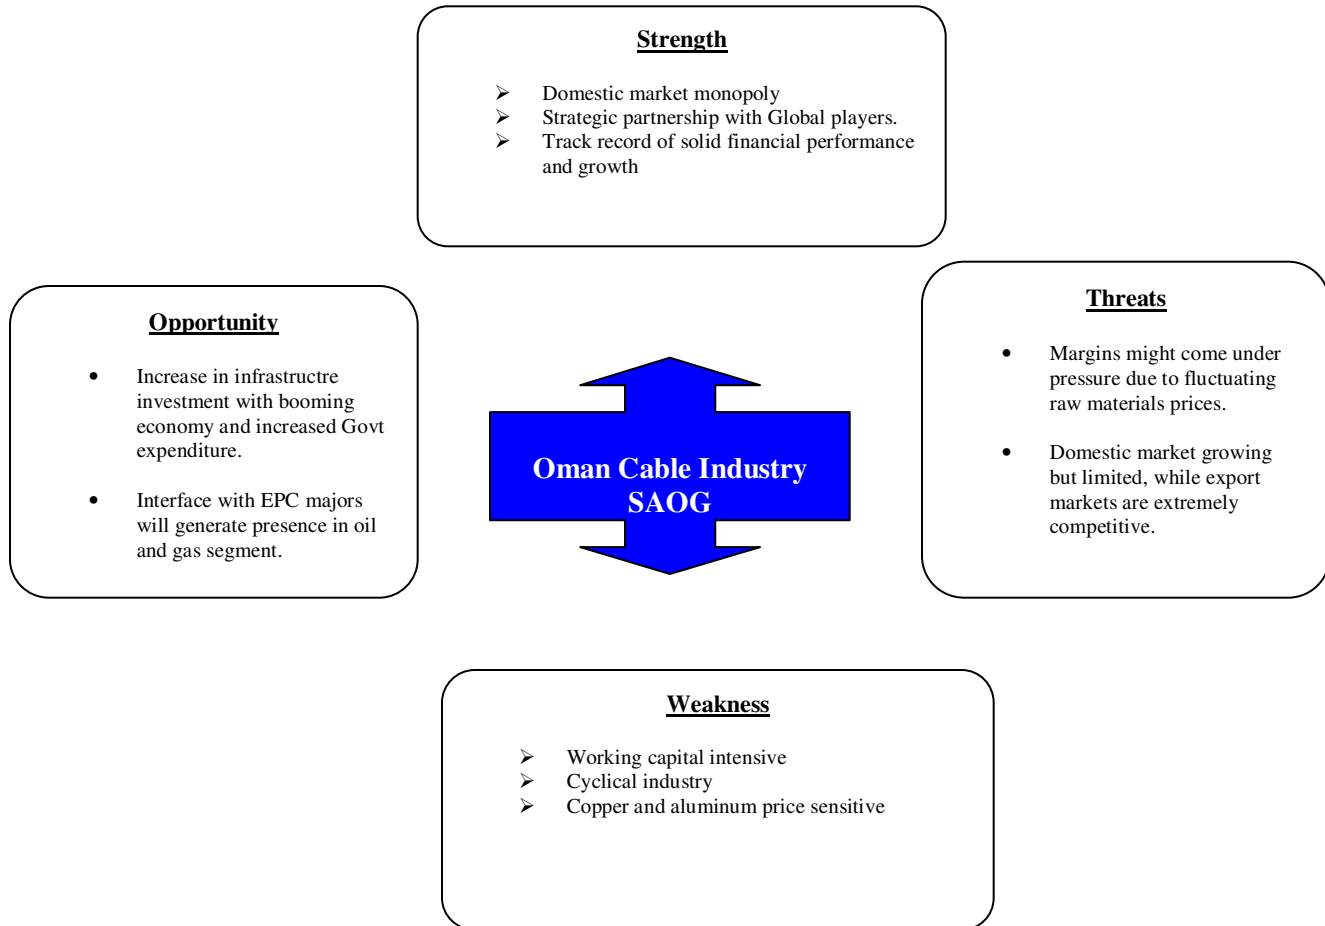 Strength
➢ Domestic market monopoly
➢ Strategic partnership with Global players.
➢ Track record of solid financial performance
and growth
Opportunity
• Increase in infrastructre
investment with booming
economy and increased Govt
expenditure.
• Interface with EPC majors
will generate presence in oil
and gas segment.
Oman Cable Industry
SAOG
Threats
• Margins might come under
pressure due to fluctuating
raw materials prices.
• Domestic market growing
but limited, while export
markets are extremely
competitive.
Weakness
➢ Working capital intensive
➢ Cyclical industry
➢ Copper and aluminum price sensitive